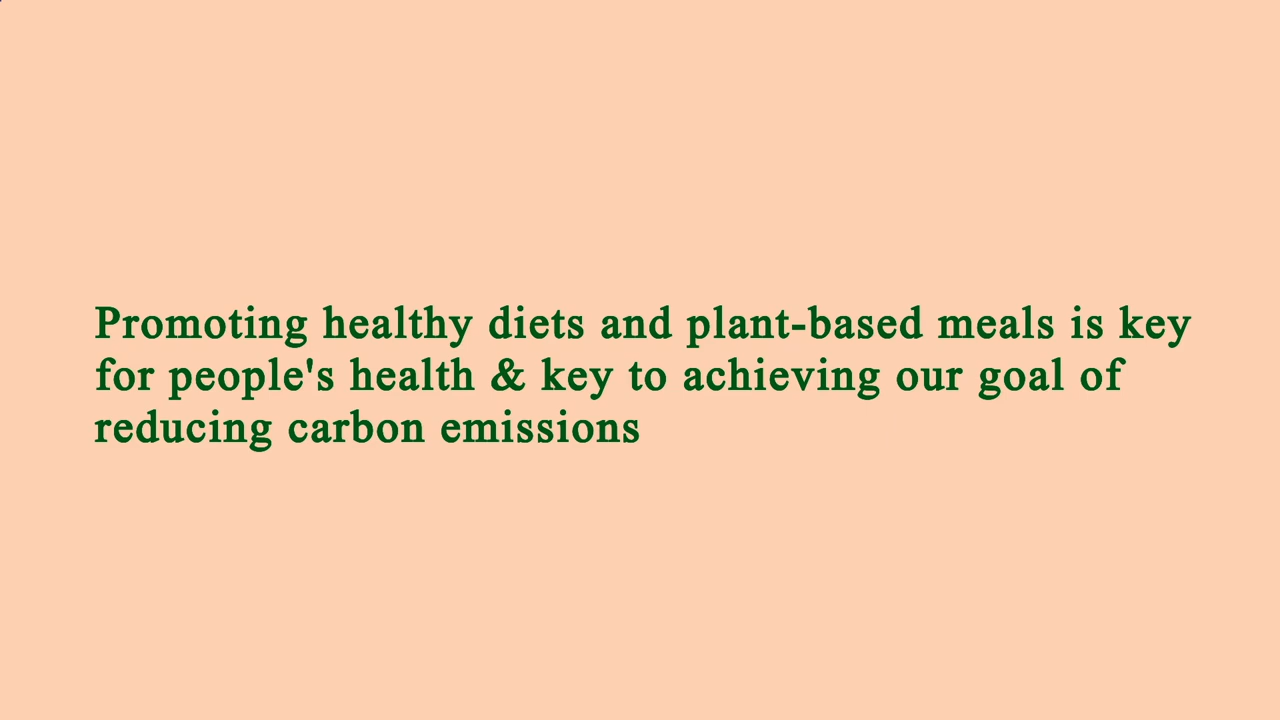 Promoting healthy diets and plant-based meals is key
for people's health & key to achieving our goal of
reducing carbon emissions